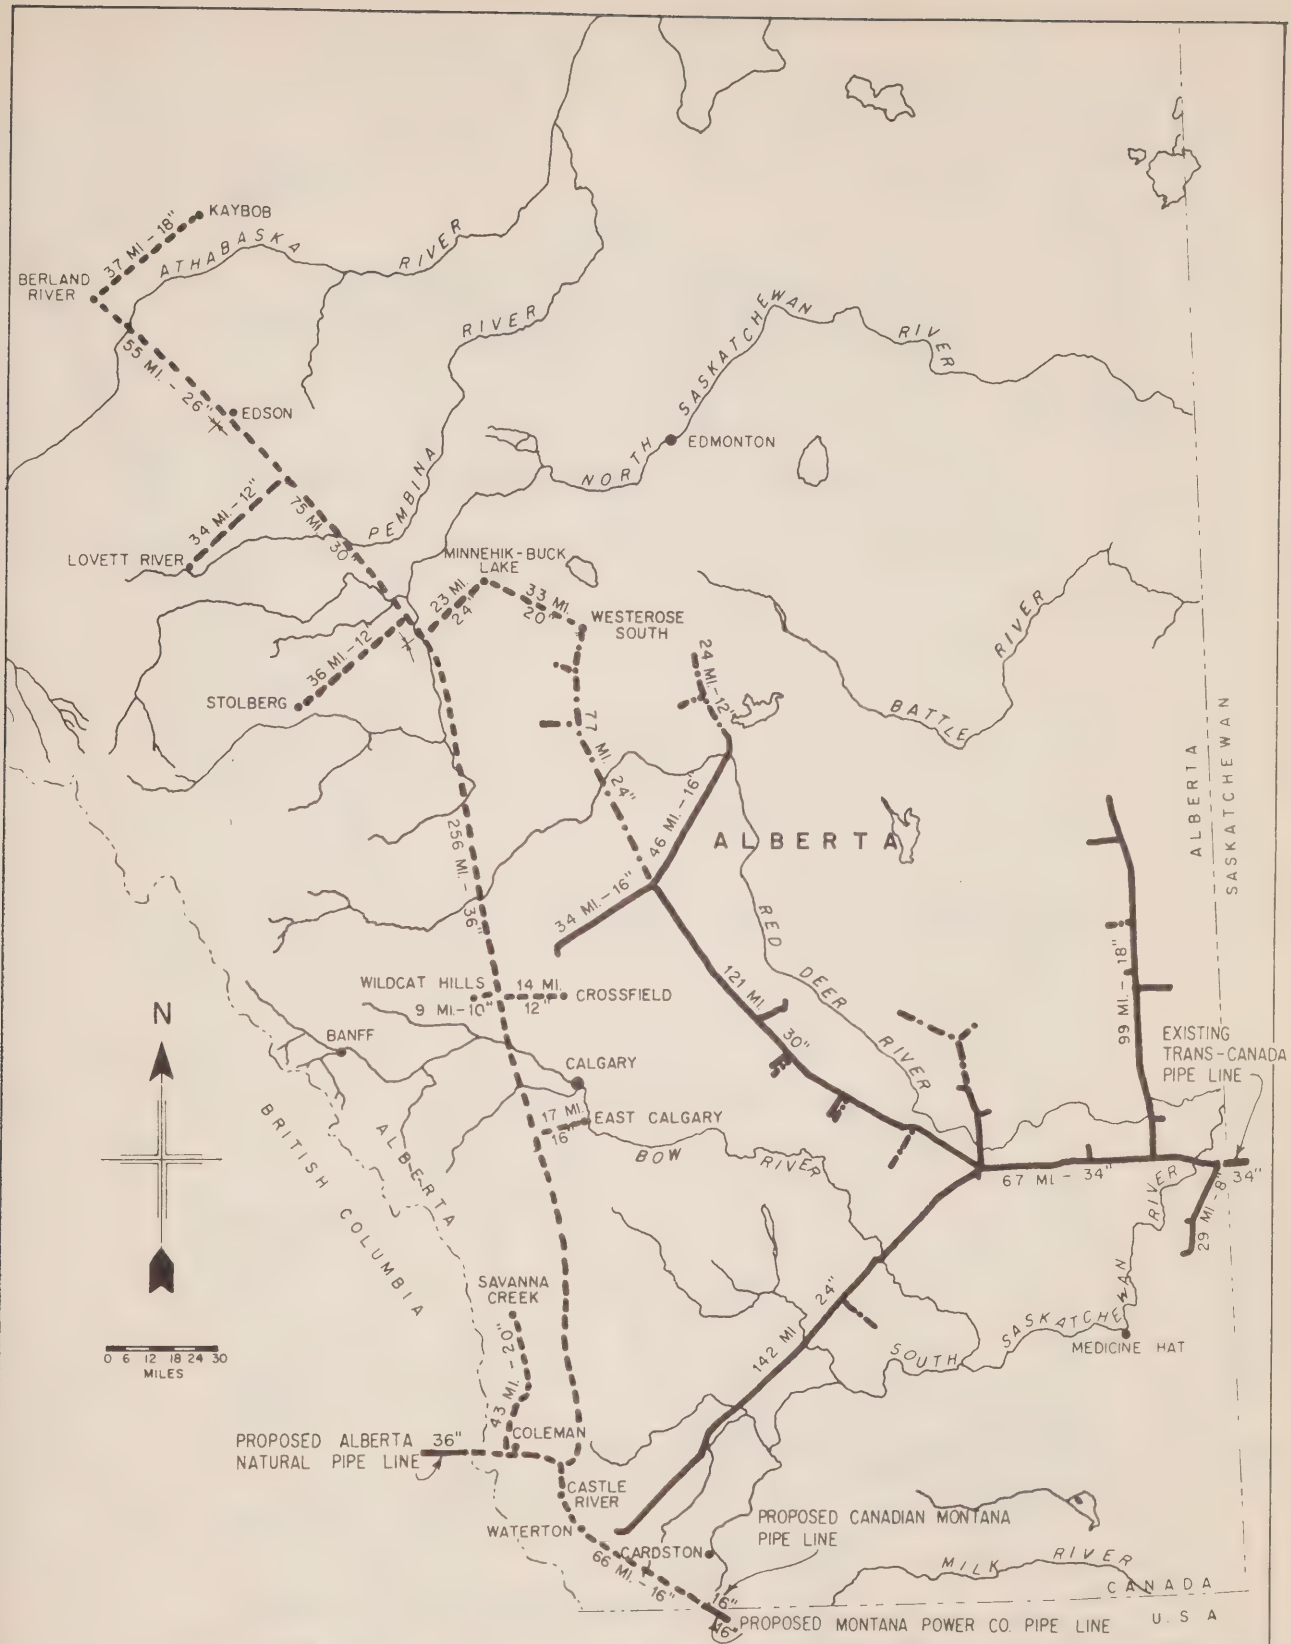 KAYBOB
37 MI - 18"
ATHABASKA RIVER
BERLAND
RIVER
55 MI. - 26"
EDSON
RIVER
NORTH SASKATCHEWAN RIVER
EDMONTON
34 MI. - 12"
75 MI. 30"
PEMBINA
LOVETT RIVER
MINNEHIK - BUCK
LAKE
23 MI.
24"
33 MI.
20"
WESTEROSE
SOUTH
36 MI - 12"
STOLBERG
24 MI. - 12"
BATTLE RIVER
77 MI. 24"
46 MI. - 16"
ALBERTA
ALBERTA
SASKATCHEWAN
256 MI. - 36"
34 MI. - 16"
RED DEER RIVER
99 MI. - 18"
WILDCAT HILLS
9 MI.-10"
14 MI.
12"
CROSSFIELD
121 MI.
30"
N
BANFF
CALGARY
EXISTING
TRANS-CANADA
PIPE LINE
17 MI.
16"
EAST CALGARY
BOW RIVER
ALBERTA
BRITISH COLUMBIA
67 MI - 34"
34"
29 MI - 8"
SAVANNA
CREEK
43 MI. - 20"
142 MI 24"
SOUTH SASKATCHEWAN RIVER
MEDICINE HAT
0 6 12 18 24 30
MILES
PROPOSED ALBERTA
NATURAL PIPE LINE
36"
COLEMAN
CASTLE
RIVER
WATERTON
66 MI. - 16"
CARDSTON
PROPOSED CANADIAN MONTANA
PIPE LINE
MILK RIVER
CANADA
U.S A
16"
16"
PROPOSED MONTANA POWER CO. PIPE LINE